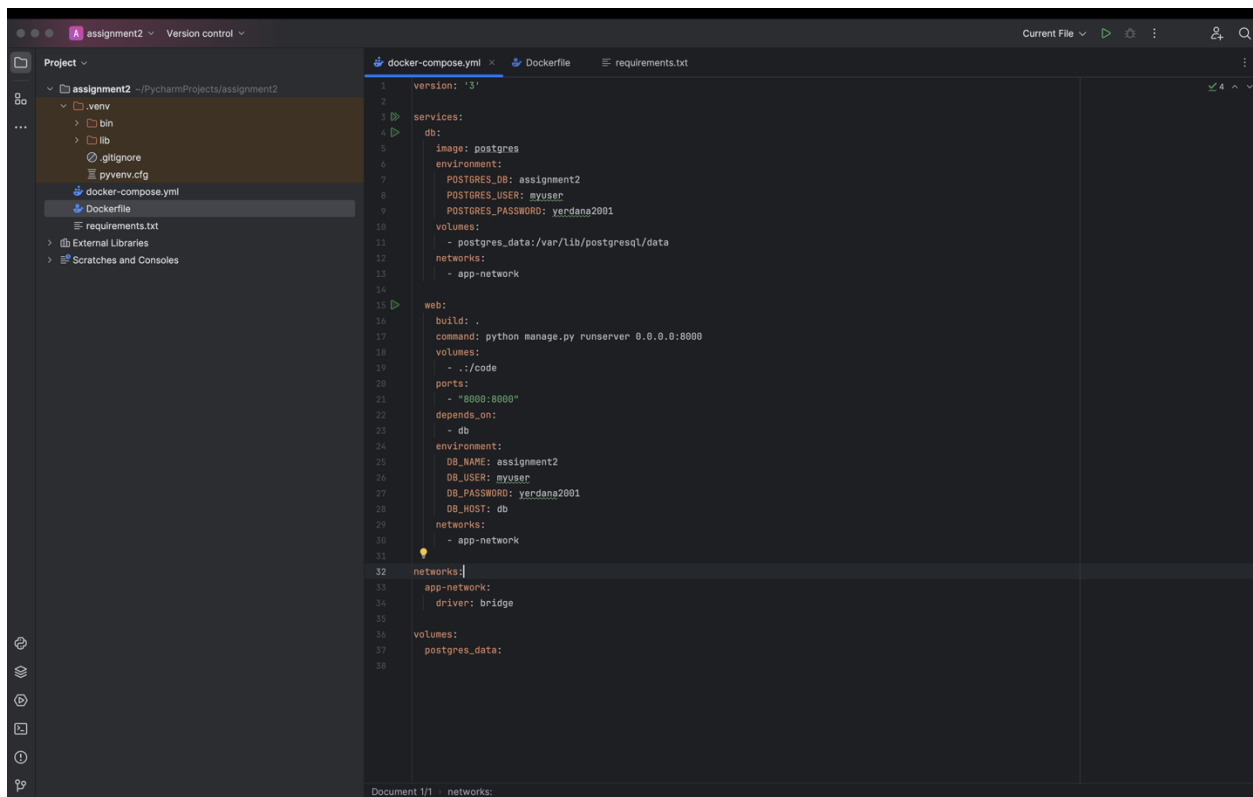 A assignment2 Version control Current File
Project
docker-compose.yml Dockerfile requirements.txt
assignment2 ~/PycharmProjects/assignment2
.venv
bin
lib
.gitignore
pyvenv.cfg
docker-compose.yml
Dockerfile
requirements.txt
External Libraries
Scratches and Consoles
4
1 version: '3'
2
3 services:
4 db:
5 image: postgres
6 environment:
7 POSTGRES_DB: assignment2
8 POSTGRES_USER: myuser
9 POSTGRES_PASSWORD: yerdana2001
10 volumes:
11 - postgres_data:/var/lib/postgresql/data
12 networks:
13 - app-network
14
15 web:
16 build: .
17 command: python manage.py runserver 0.0.0.0:8000
18 volumes:
19 - .:/code
20 ports:
21 - "8000:8000"
22 depends_on:
23 - db
24 environment:
25 DB_NAME: assignment2
26 DB_USER: myuser
27 DB_PASSWORD: yerdana2001
28 DB_HOST: db
29 networks:
30 - app-network
31
32 networks:
33 app-network:
34 driver: bridge
35
36 volumes:
37 postgres_data:
38
Document 1/1 › networks: